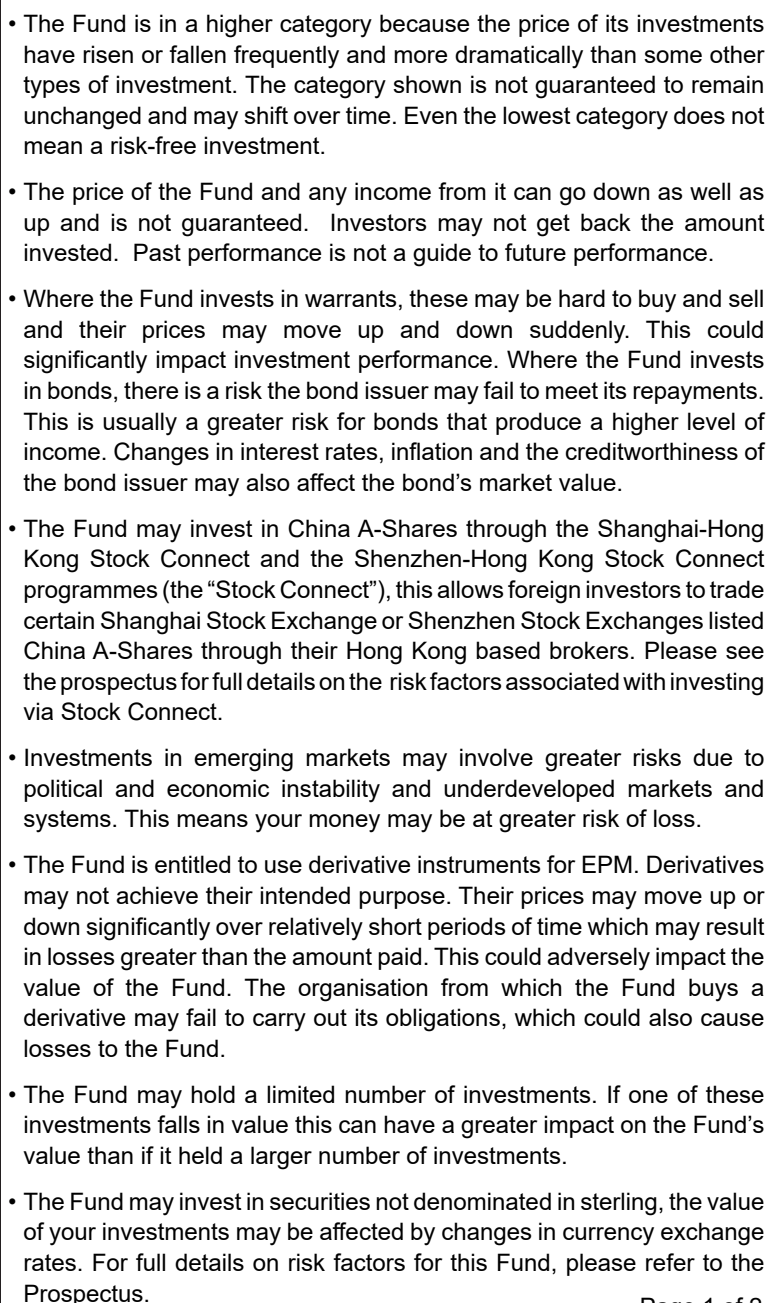 • The Fund is in a higher category because the price of its investments
have risen or fallen frequently and more dramatically than some other
types of investment. The category shown is not guaranteed to remain
unchanged and may shift over time. Even the lowest category does not
mean a risk-free investment.
• The price of the Fund and any income from it can go down as well as
up and is not guaranteed. Investors may not get back the amount
invested. Past performance is not a guide to future performance.
• Where the Fund invests in warrants, these may be hard to buy and sell
and their prices may move up and down suddenly. This could
significantly impact investment performance. Where the Fund invests
in bonds, there is a risk the bond issuer may fail to meet its repayments.
This is usually a greater risk for bonds that produce a higher level of
income. Changes in interest rates, inflation and the creditworthiness of
the bond issuer may also affect the bond’s market value.
• The Fund may invest in China A-Shares through the Shanghai-Hong
Kong Stock Connect and the Shenzhen-Hong Kong Stock Connect
programmes (the “Stock Connect”), this allows foreign investors to trade
certain Shanghai Stock Exchange or Shenzhen Stock Exchanges listed
China A-Shares through their Hong Kong based brokers. Please see
the prospectus for full details on the risk factors associated with investing
via Stock Connect.
• Investments in emerging markets may involve greater risks due to
political and economic instability and underdeveloped markets and
systems. This means your money may be at greater risk of loss.
• The Fund is entitled to use derivative instruments for EPM. Derivatives
may not achieve their intended purpose. Their prices may move up or
down significantly over relatively short periods of time which may result
in losses greater than the amount paid. This could adversely impact the
value of the Fund. The organisation from which the Fund buys a
derivative may fail to carry out its obligations, which could also cause
losses to the Fund.
• The Fund may hold a limited number of investments. If one of these
investments falls in value this can have a greater impact on the Fund’s
value than if it held a larger number of investments.
• The Fund may invest in securities not denominated in sterling, the value
of your investments may be affected by changes in currency exchange
rates. For full details on risk factors for this Fund, please refer to the
Prospectus.
Page 1 of